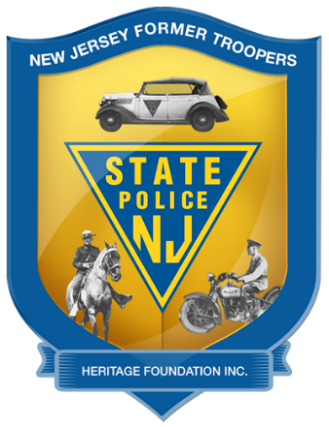 NEW JERSEY FORMER TROOPERS
STATE
POLICE
NJ
HERITAGE FOUNDATION INC.